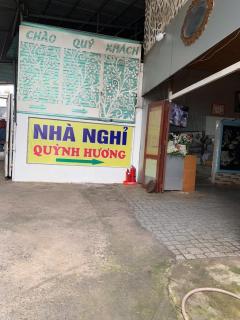 CHÀO QUÝ KHÁCH
NHÀ NGHỈ
QUỲNH HƯƠNG